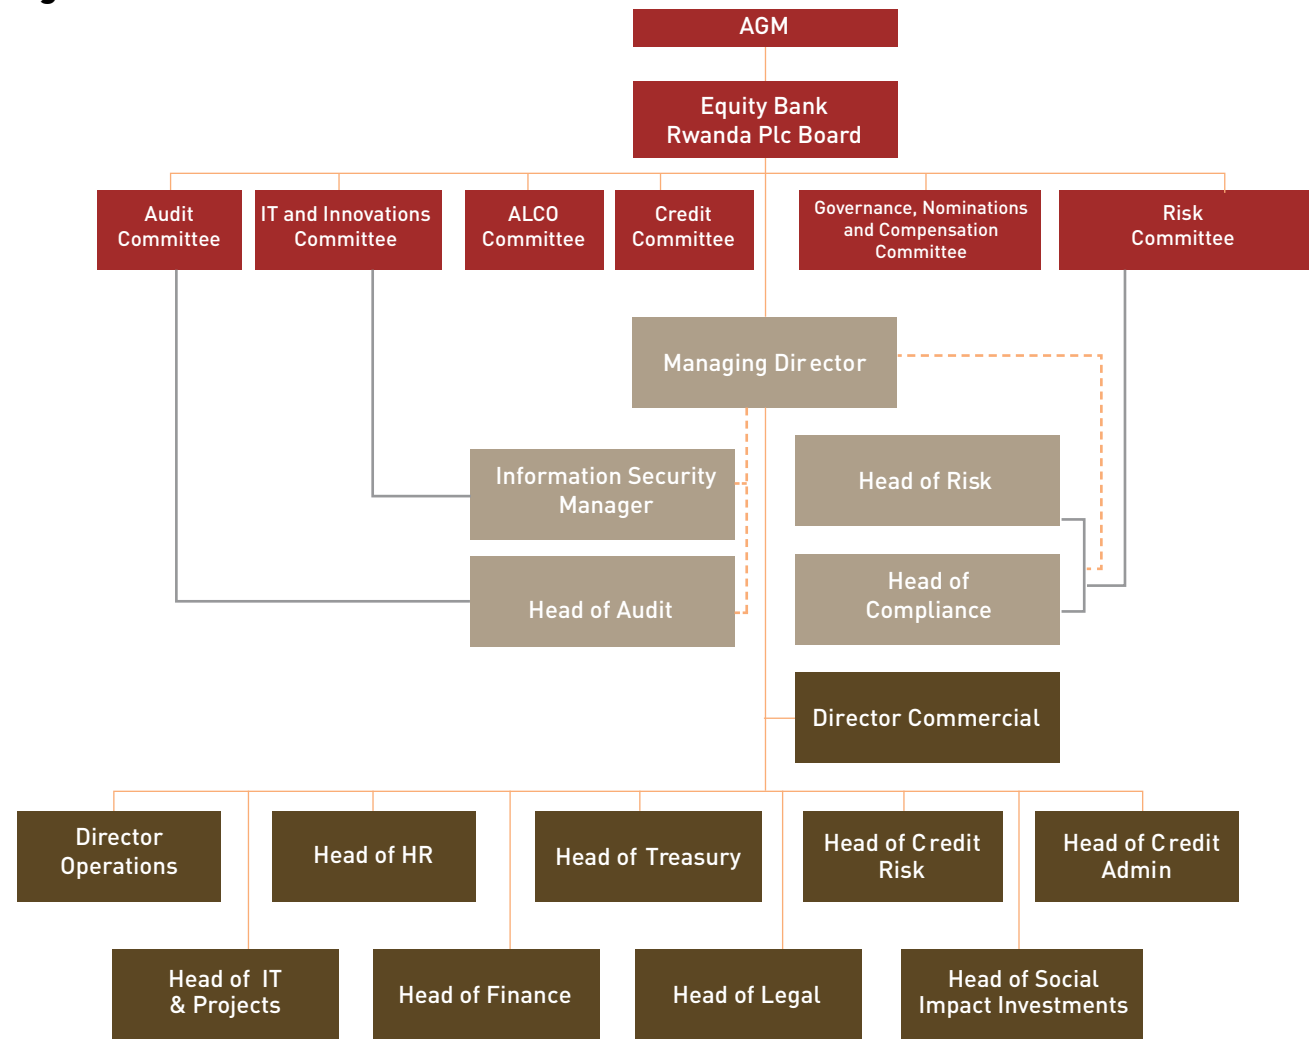 AGM
Equity Bank
Rwanda Plc Board
Audit
Committee
IT and Innovations
Committee
ALCO
Committee
Credit
Committee
Governance, Nominations
and Compensation
Committee
Risk
Committee
Managing Director
Information Security
Manager
Head of Risk
Head of Audit
Head of
Compliance
Director Commercial
Director
Operations
Head of HR
Head of Treasury
Head of Credit
Risk
Head of Credit
Admin
Head of IT
& Projects
Head of Finance
Head of Legal
Head of Social
Impact Investments